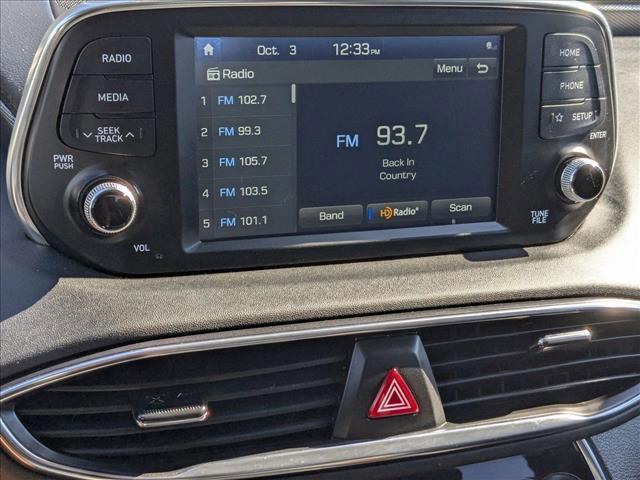 Oct. 3 12:33PM
Radio Menu
1 FM 102.7
2 FM 99.3
3 FM 105.7
4 FM 103.5
5 FM 101.1
FM 93.7
Back In
Country
Band HD Radio® Scan
RADIO
MEDIA
SEEK
TRACK
PWR
PUSH
VOL
HOME
PHONE
SETUP
ENTER
TUNE
FILE